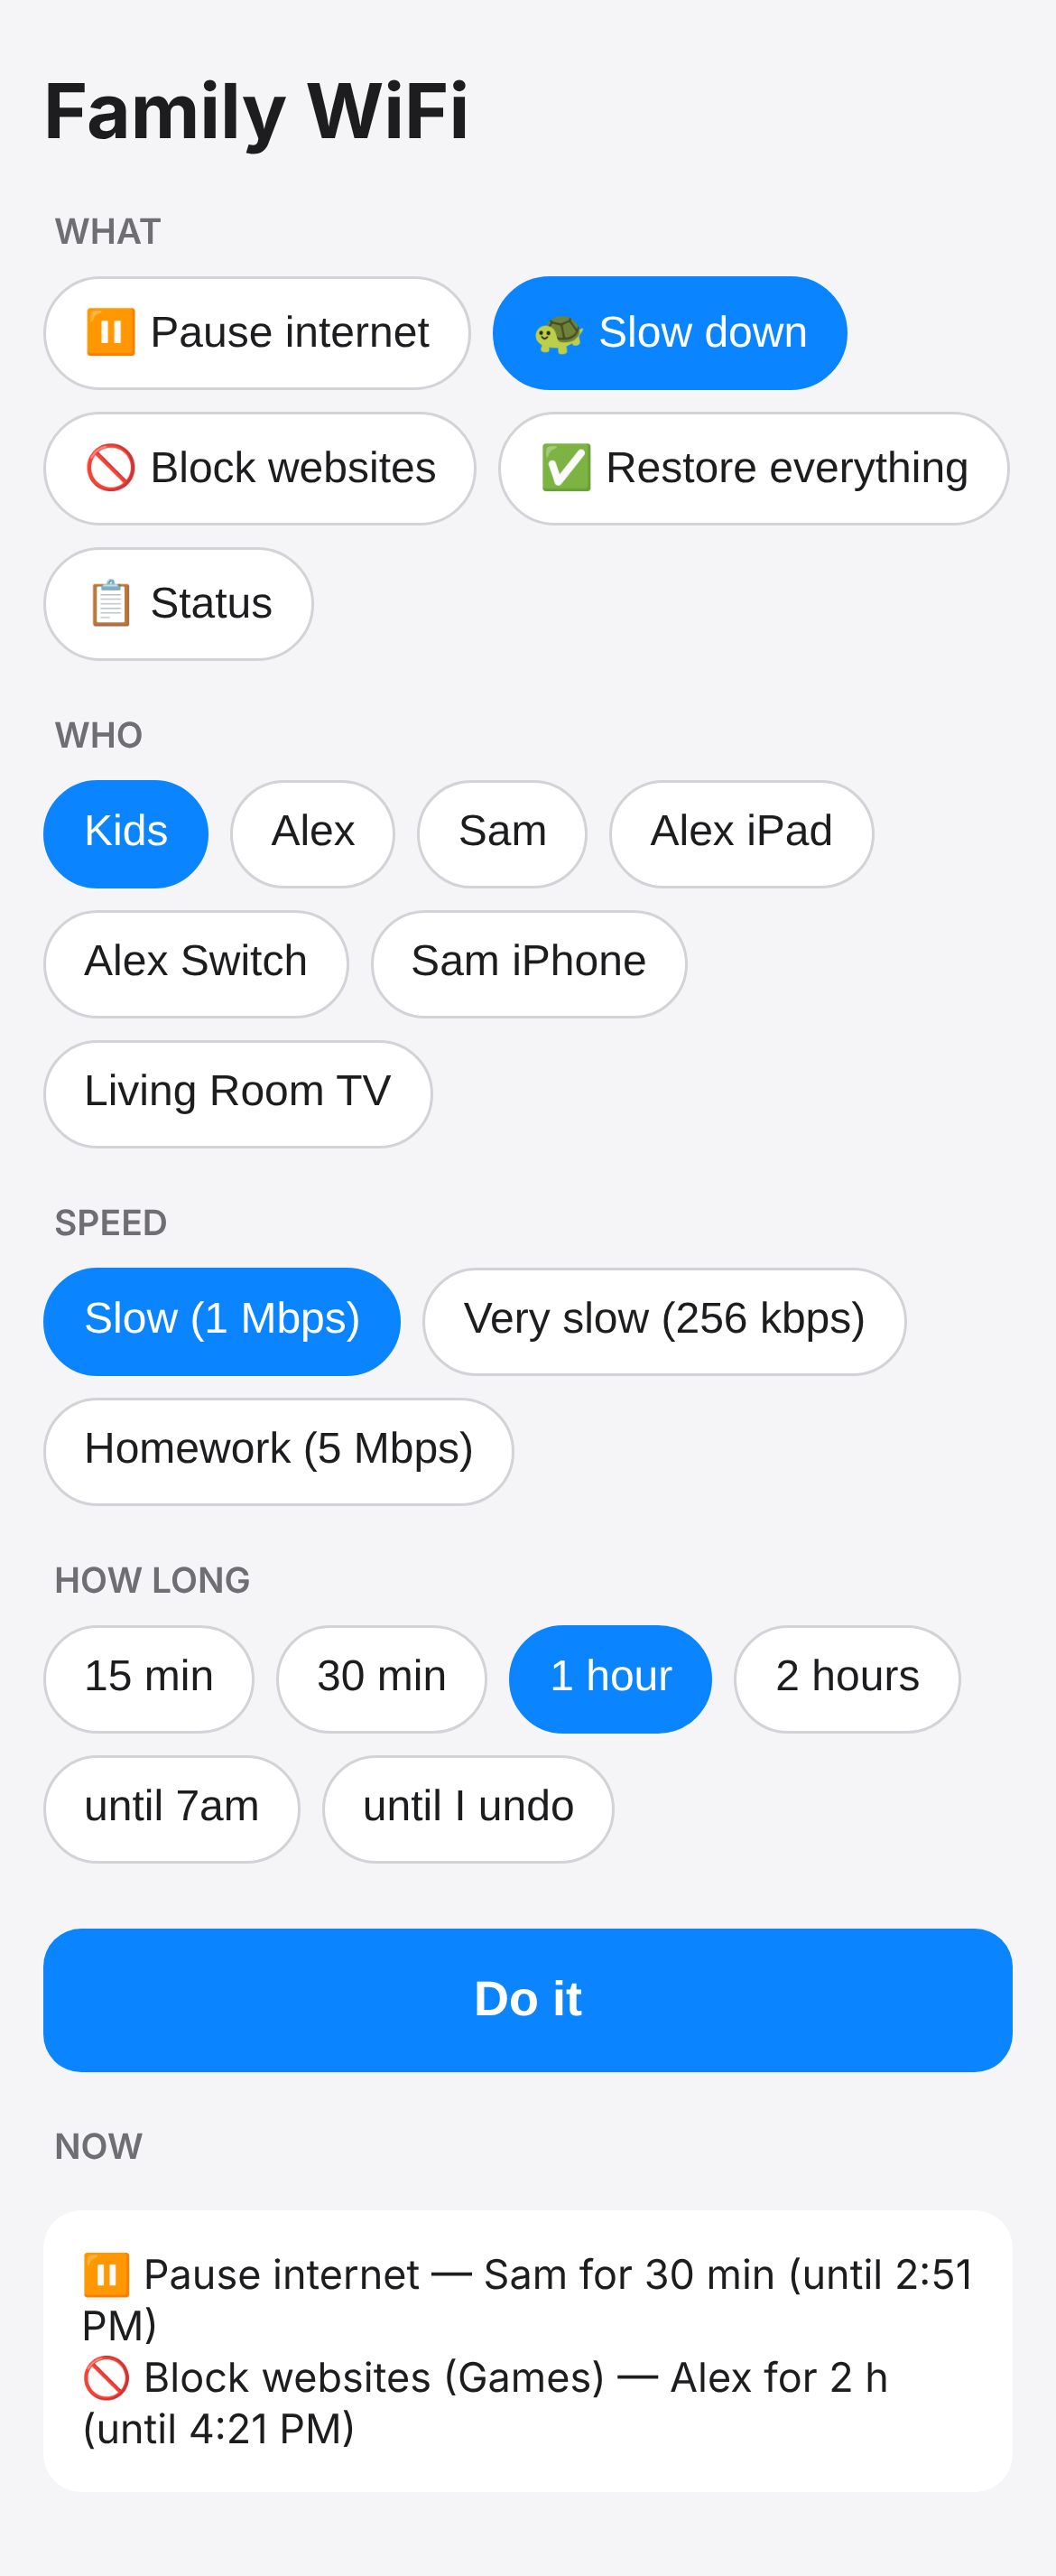 Family WiFi
WHAT
⏸️ Pause internet
🐢 Slow down
🚫 Block websites
✅ Restore everything
📋 Status
WHO
Kids
Alex
Sam
Alex iPad
Alex Switch
Sam iPhone
Living Room TV
SPEED
Slow (1 Mbps)
Very slow (256 kbps)
Homework (5 Mbps)
HOW LONG
15 min
30 min
1 hour
2 hours
until 7am
until I undo
Do it
NOW
⏸️ Pause internet — Sam for 30 min (until 2:51
PM)
🚫 Block websites (Games) — Alex for 2 h
(until 4:21 PM)